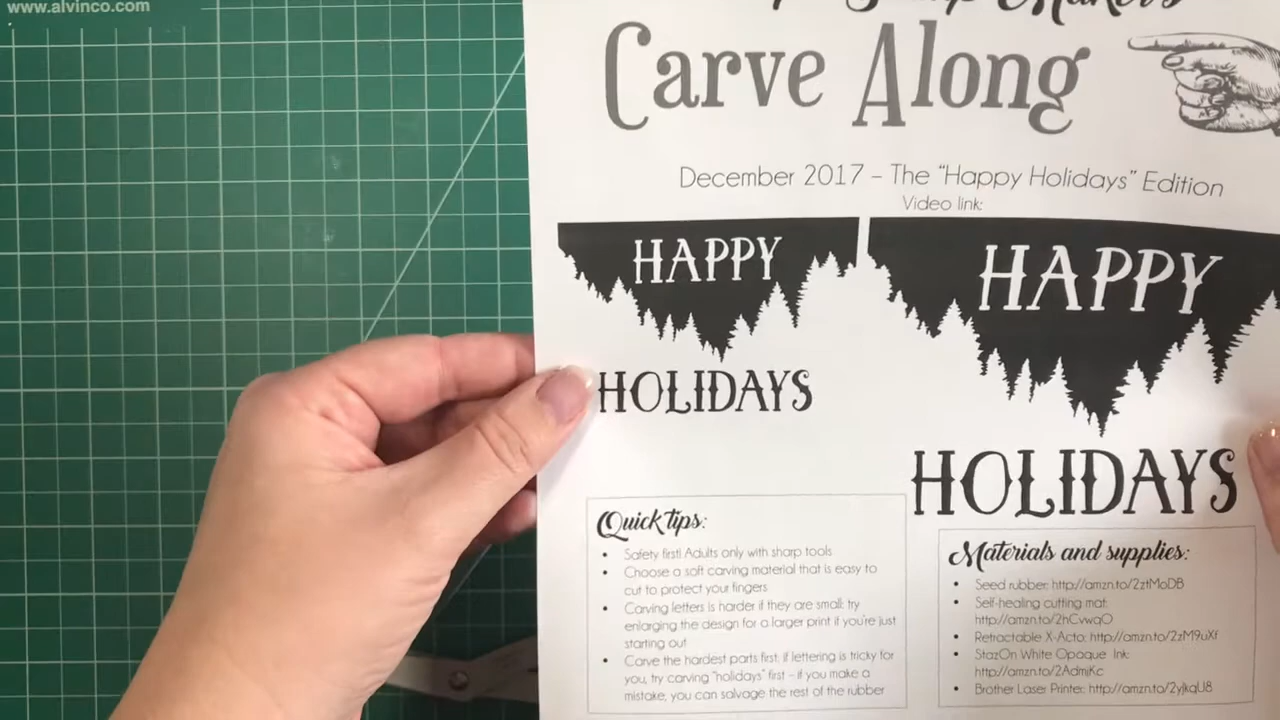 www.alvinco.com
Carve Along
December 2017 – The “Happy Holidays” Edition
Video link:
HAPPY
HOLIDAYS
HAPPY
HOLIDAYS
Quick tips:
• Safety first! Adults only with sharp tools
• Choose a soft carving material that is easy to
cut to protect your fingers
• Carving letters is harder if they are small: try
enlarging the design for a larger print if you're just
starting out
• Carve the hardest parts first: if lettering is tricky for
you, try carving “holidays” first – if you make a
mistake, you can salvage the rest of the rubber
Materials and supplies:
• Seed rubber: http://amzn.to/2ztMoDB
• Self-healing cutting mat:
http://amzn.to/2hCvwqO
• Retractable X-Acto: http://amzn.to/2zM9uXf
• StazOn White Opaque Ink:
http://amzn.to/2AdmjKc
• Brother Laser Printer: http://amzn.to/2yJkqU8